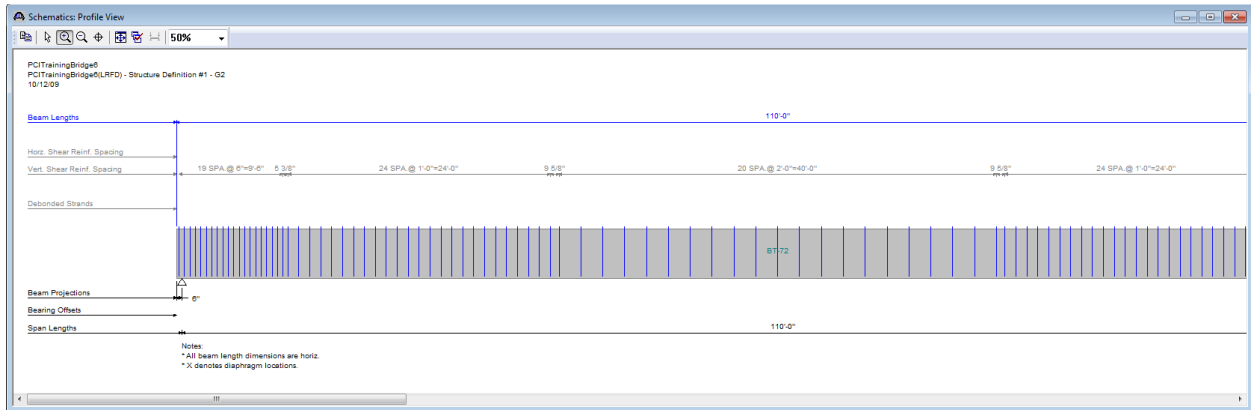 Schematics: Profile View
50%
PCITrainingBridge6
PCITrainingBridge6(LRFD) - Structure Definition #1 - G2
10/12/09
Beam Lengths 110'-0"
Horz. Shear Reinf. Spacing
Vert. Shear Reinf. Spacing 19 SPA.@ 6"=9'-6" 5 3/8" 24 SPA.@ 1'-0"=24'-0" 9 5/8" 20 SPA.@ 2'-0"=40'-0" 9 5/8" 24 SPA.@ 1'-0"=24'-0"
Debonded Strands
BT-72
Beam Projections 6"
Bearing Offsets
Span Lengths 110'-0"
Notes:
* All beam length dimensions are horiz.
* X denotes diaphragm locations.